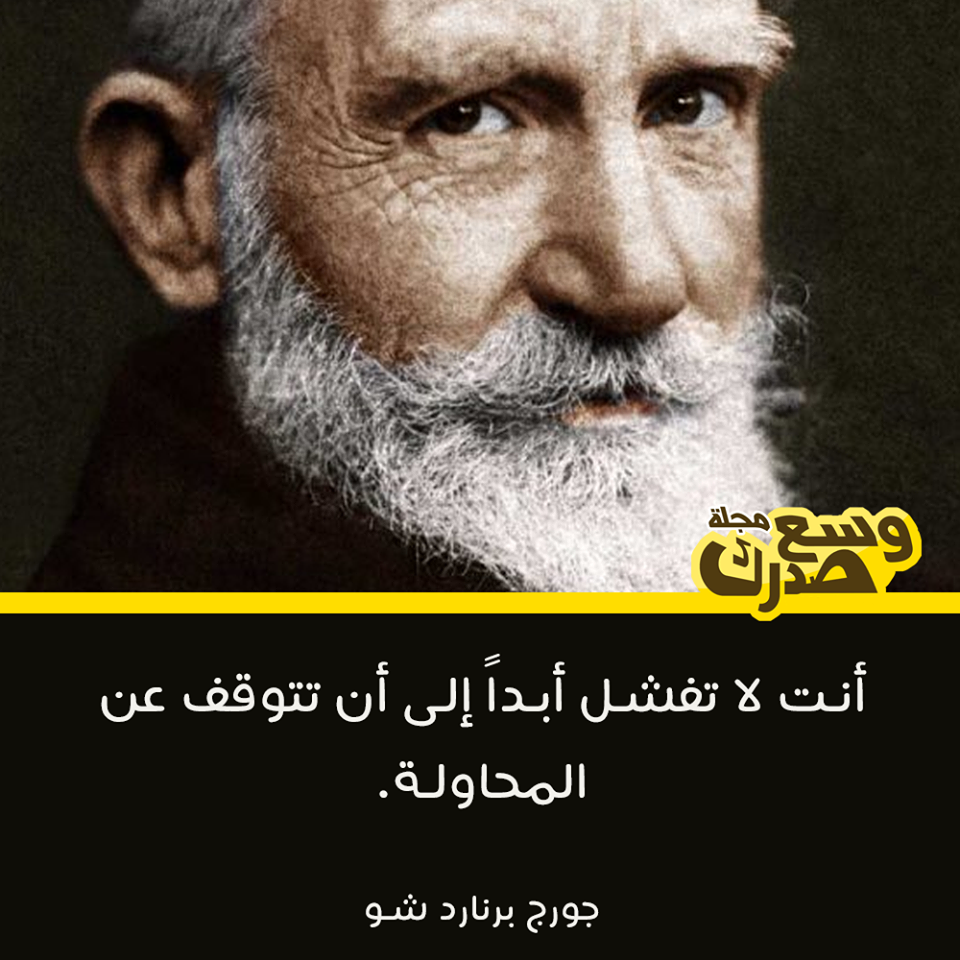 مجلة
وسع
صدرك
أنت لا تفشل أبداً إلى أن تتوقف عن
المحاولة.
جورج برنارد شو